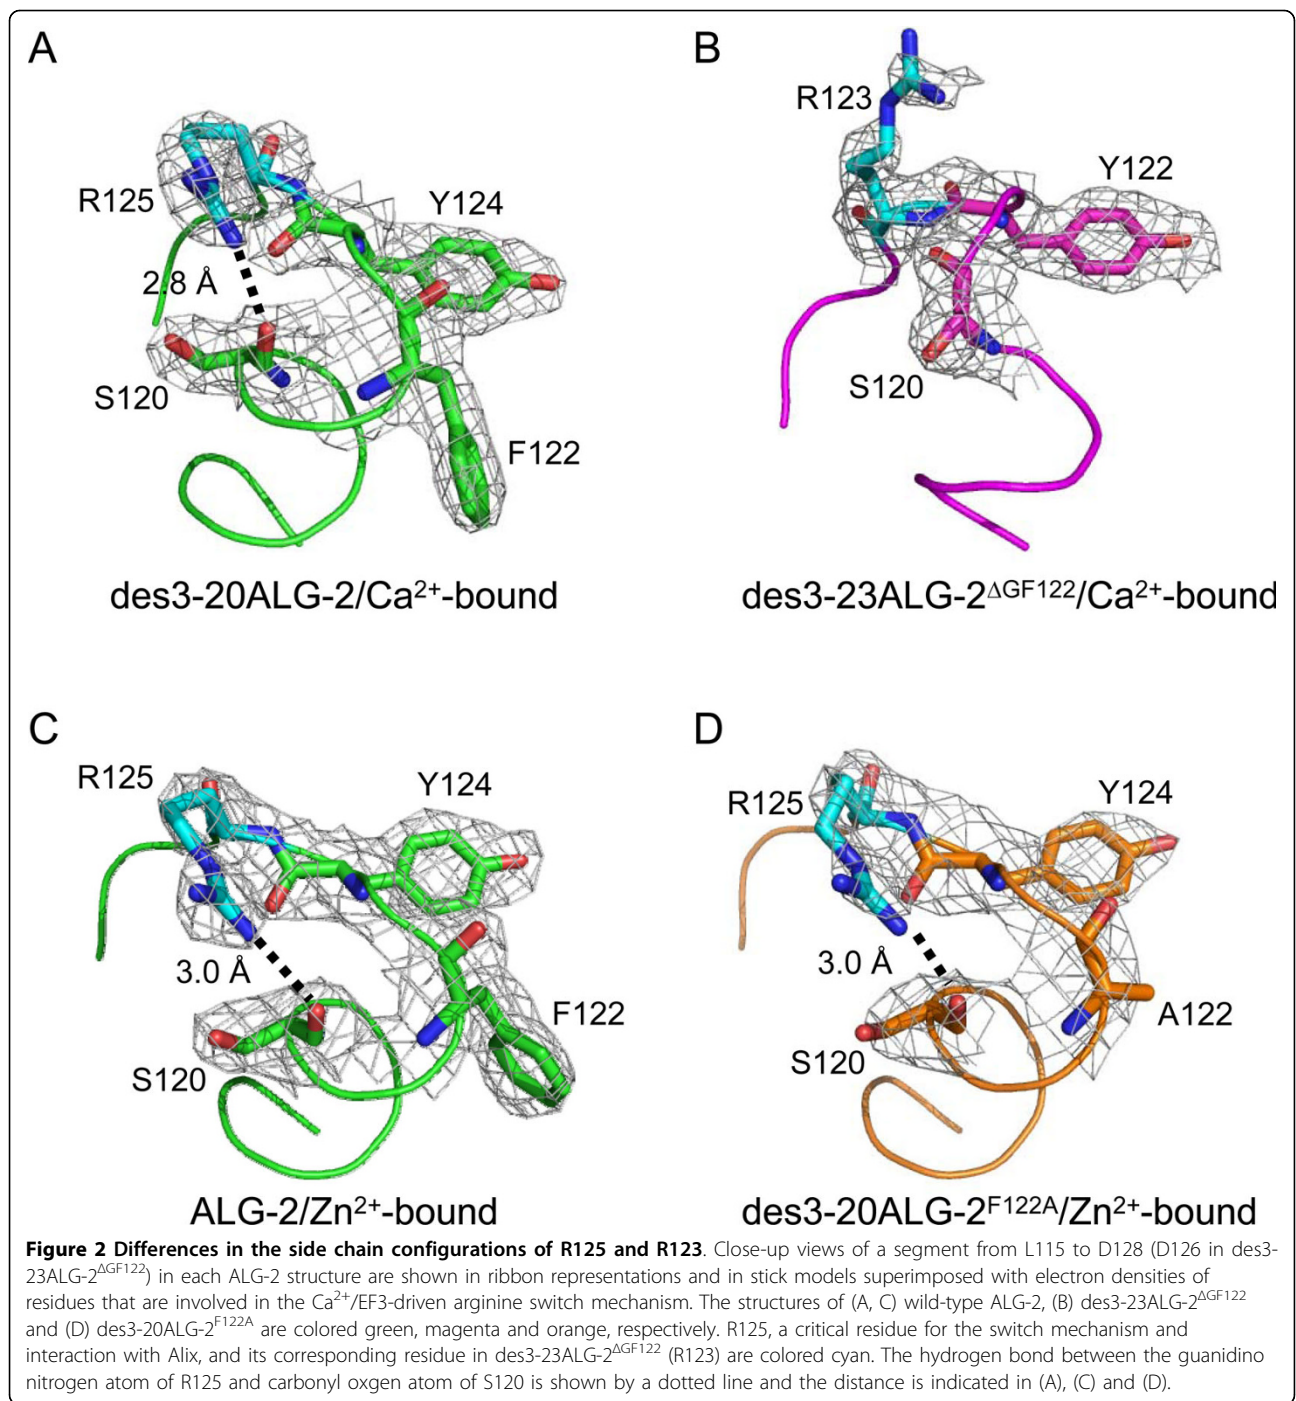 A
B
R123
R125
Y124
Y122
2.8 Å
S120
S120
F122
des3-20ALG-2/Ca²⁺-bound
des3-23ALG-2ΔGF122/Ca²⁺-bound
C
D
R125
Y124
R125
Y124
3.0 Å
3.0 Å
F122
A122
S120
S120
ALG-2/Zn²⁺-bound
des3-20ALG-2F122A/Zn²⁺-bound
Figure 2 Differences in the side chain configurations of R125 and R123. Close-up views of a segment from L115 to D128 (D126 in des3-
23ALG-2ΔGF122) in each ALG-2 structure are shown in ribbon representations and in stick models superimposed with electron densities of
residues that are involved in the Ca²⁺/EF3-driven arginine switch mechanism. The structures of (A, C) wild-type ALG-2, (B) des3-23ALG-2ΔGF122
and (D) des3-20ALG-2F122A are colored green, magenta and orange, respectively. R125, a critical residue for the switch mechanism and
interaction with Alix, and its corresponding residue in des3-23ALG-2ΔGF122 (R123) are colored cyan. The hydrogen bond between the guanidino
nitrogen atom of R125 and carbonyl oxgen atom of S120 is shown by a dotted line and the distance is indicated in (A), (C) and (D).